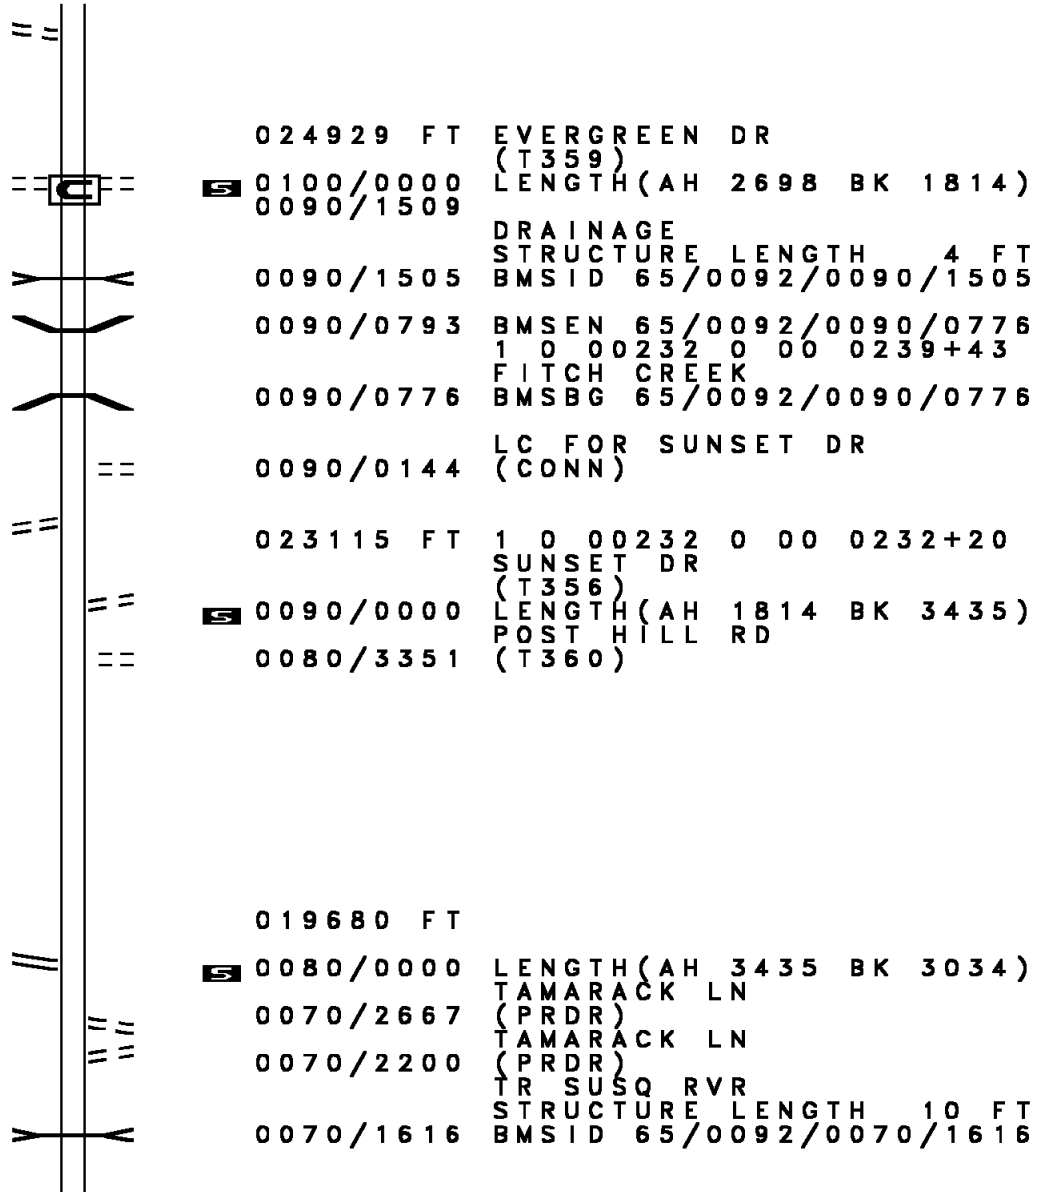 024929 FT EVERGREEN DR
(T359)
S 0100/0000 LENGTH(AH 2698 BK 1814)
0090/1509
DRAINAGE
STRUCTURE LENGTH 4 FT
0090/1505 BMSID 65/0092/0090/1505
0090/0793 BMSEN 65/0092/0090/0776
1 0 00232 0 00 0239+43
FITCH CREEK
0090/0776 BMSBG 65/0092/0090/0776
LC FOR SUNSET DR
0090/0144 (CONN)
023115 FT 1 0 00232 0 00 0232+20
SUNSET DR
(T356)
S 0090/0000 LENGTH(AH 1814 BK 3435)
POST HILL RD
0080/3351 (T360)
019680 FT
S 0080/0000 LENGTH(AH 3435 BK 3034)
TAMARACK LN
0070/2667 (PRDR)
TAMARACK LN
0070/2200 (PRDR)
TR SUSQ RVR
STRUCTURE LENGTH 10 FT
0070/1616 BMSID 65/0092/0070/1616